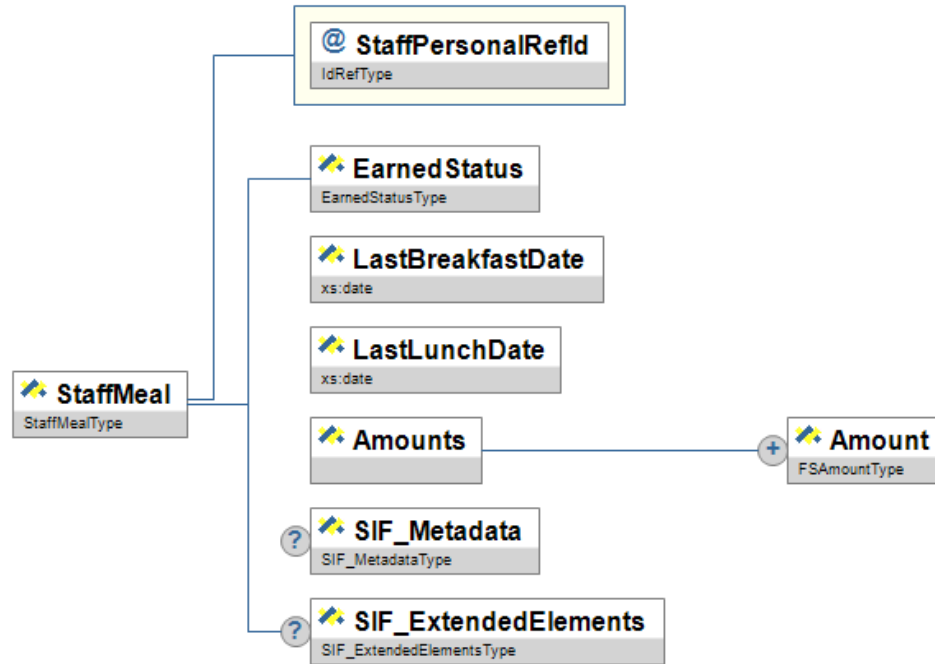 @ StaffPersonalRefId
IdRefType
EarnedStatus
EarnedStatusType
LastBreakfastDate
xs:date
LastLunchDate
xs:date
StaffMeal
StaffMealType
Amounts
+ Amount
FSAmountType
? SIF_Metadata
SIF_MetadataType
? SIF_ExtendedElements
SIF_ExtendedElementsType